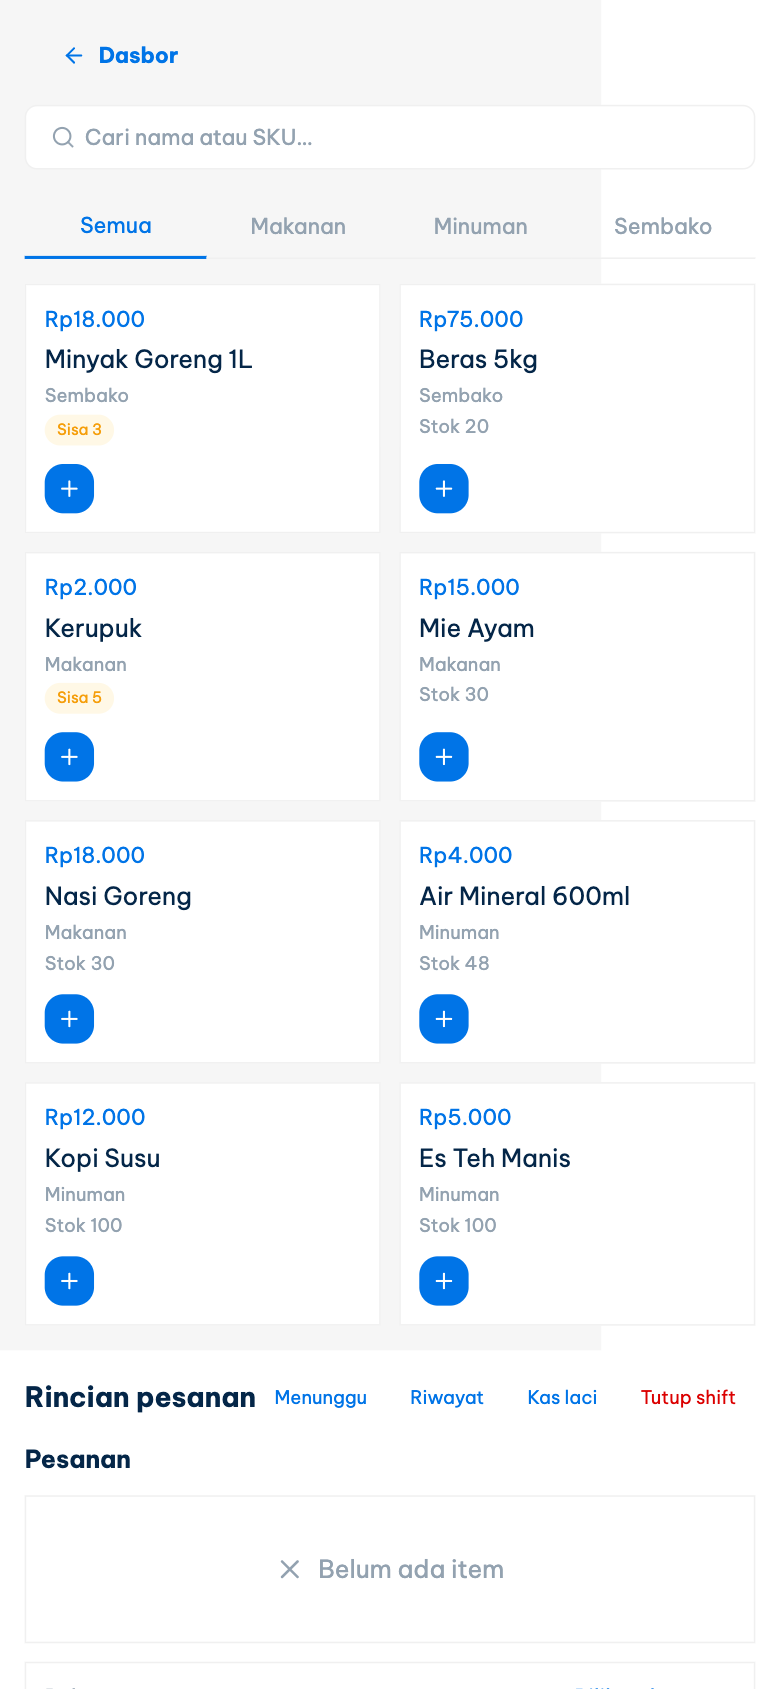 Dasbor
Cari nama atau SKU...
Semua Makanan Minuman Sembako
Rp18.000
Minyak Goreng 1L
Sembako
Sisa 3
Rp75.000
Beras 5kg
Sembako
Stok 20
Rp2.000
Kerupuk
Makanan
Sisa 5
Rp15.000
Mie Ayam
Makanan
Stok 30
Rp18.000
Nasi Goreng
Makanan
Stok 30
Rp4.000
Air Mineral 600ml
Minuman
Stok 48
Rp12.000
Kopi Susu
Minuman
Stok 100
Rp5.000
Es Teh Manis
Minuman
Stok 100
Rincian pesanan Menunggu Riwayat Kas laci Tutup shift
Pesanan
Belum ada item